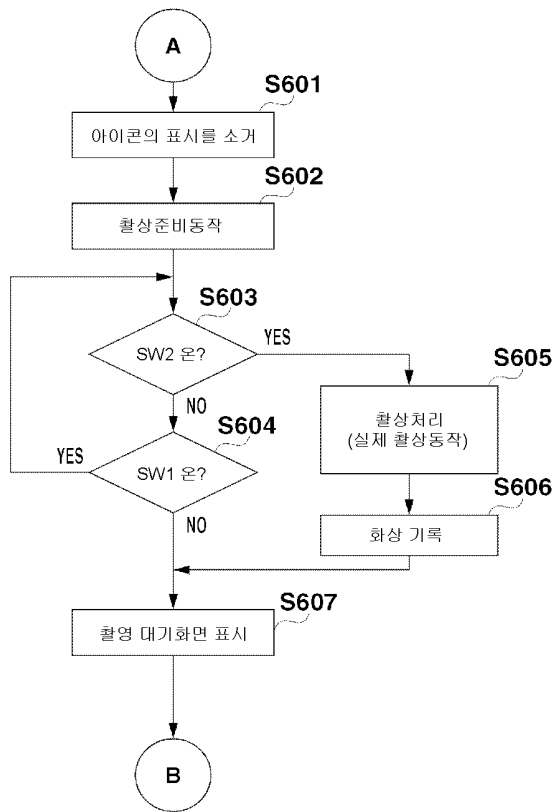 A
S601
아이콘의 표시를 소거
S602
촬상준비동작
S603
SW2 온?
YES
NO
S604
SW1 온?
YES
NO
S605
촬상처리
(실제 촬상동작)
S606
화상 기록
S607
촬영 대기화면 표시
B